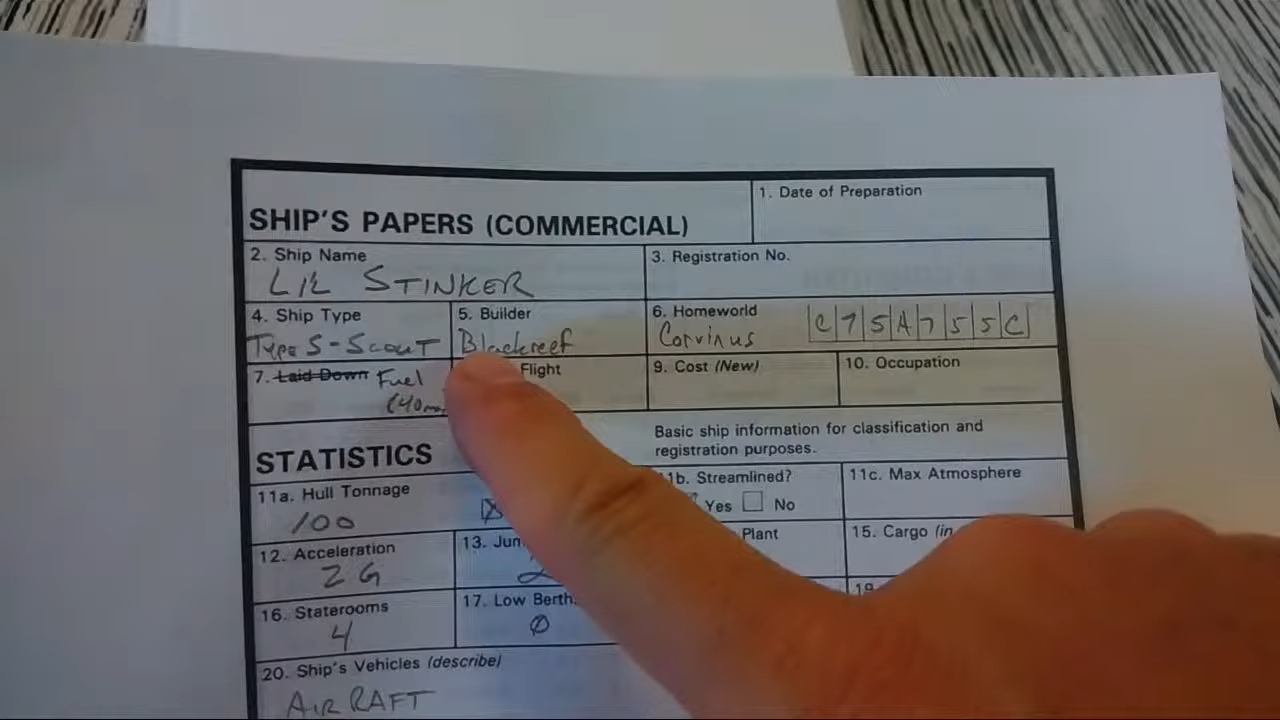 1. Date of Preparation
SHIP'S PAPERS (COMMERCIAL)
2. Ship Name
3. Registration No.
LIL STINKER
4. Ship Type
5. Builder
6. Homeworld
Type S-Scout
Blackreef
Corvinus
C 7 5 A 7 5 5 C
7. Laid Down Fuel
Flight
9. Cost (New)
10. Occupation
(40
STATISTICS
Basic ship information for classification and
registration purposes.
11a. Hull Tonnage
11b. Streamlined?
11c. Max Atmosphere
100
Yes
No
12. Acceleration
13.
Plant
15. Cargo (in
2G
2
16. Staterooms
17. Low Berth
4
0
20. Ship's Vehicles (describe)
AIR RAFT